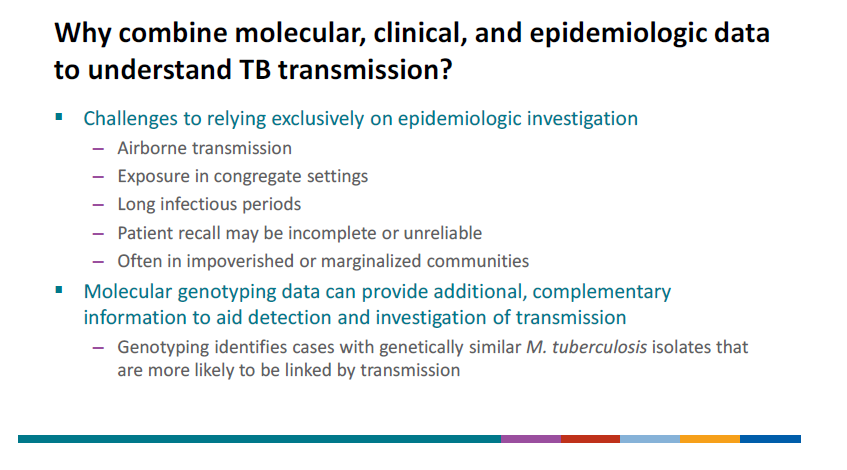 Why combine molecular, clinical, and epidemiologic data
to understand TB transmission?
▪ Challenges to relying exclusively on epidemiologic investigation
– Airborne transmission
– Exposure in congregate settings
– Long infectious periods
– Patient recall may be incomplete or unreliable
– Often in impoverished or marginalized communities
▪ Molecular genotyping data can provide additional, complementary
information to aid detection and investigation of transmission
– Genotyping identifies cases with genetically similar M. tuberculosis isolates that
are more likely to be linked by transmission